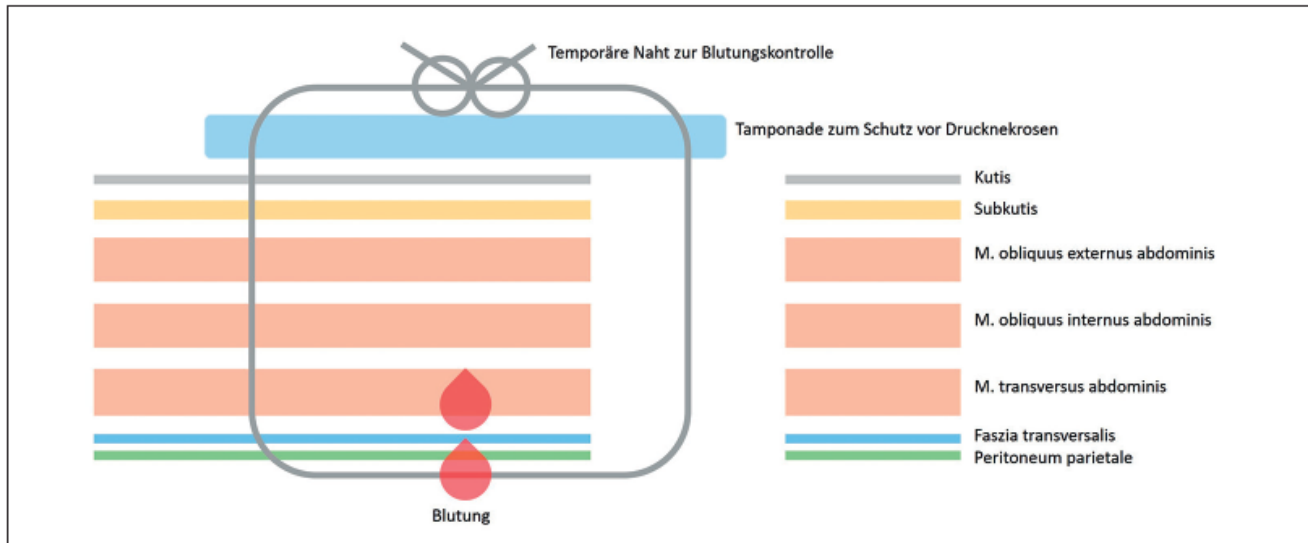 Temporäre Naht zur Blutungskontrolle
Tamponade zum Schutz vor Drucknekrosen
Kutis
Subkutis
M. obliquus externus abdominis
M. obliquus internus abdominis
M. transversus abdominis
Faszia transversalis
Peritoneum parietale
Blutung